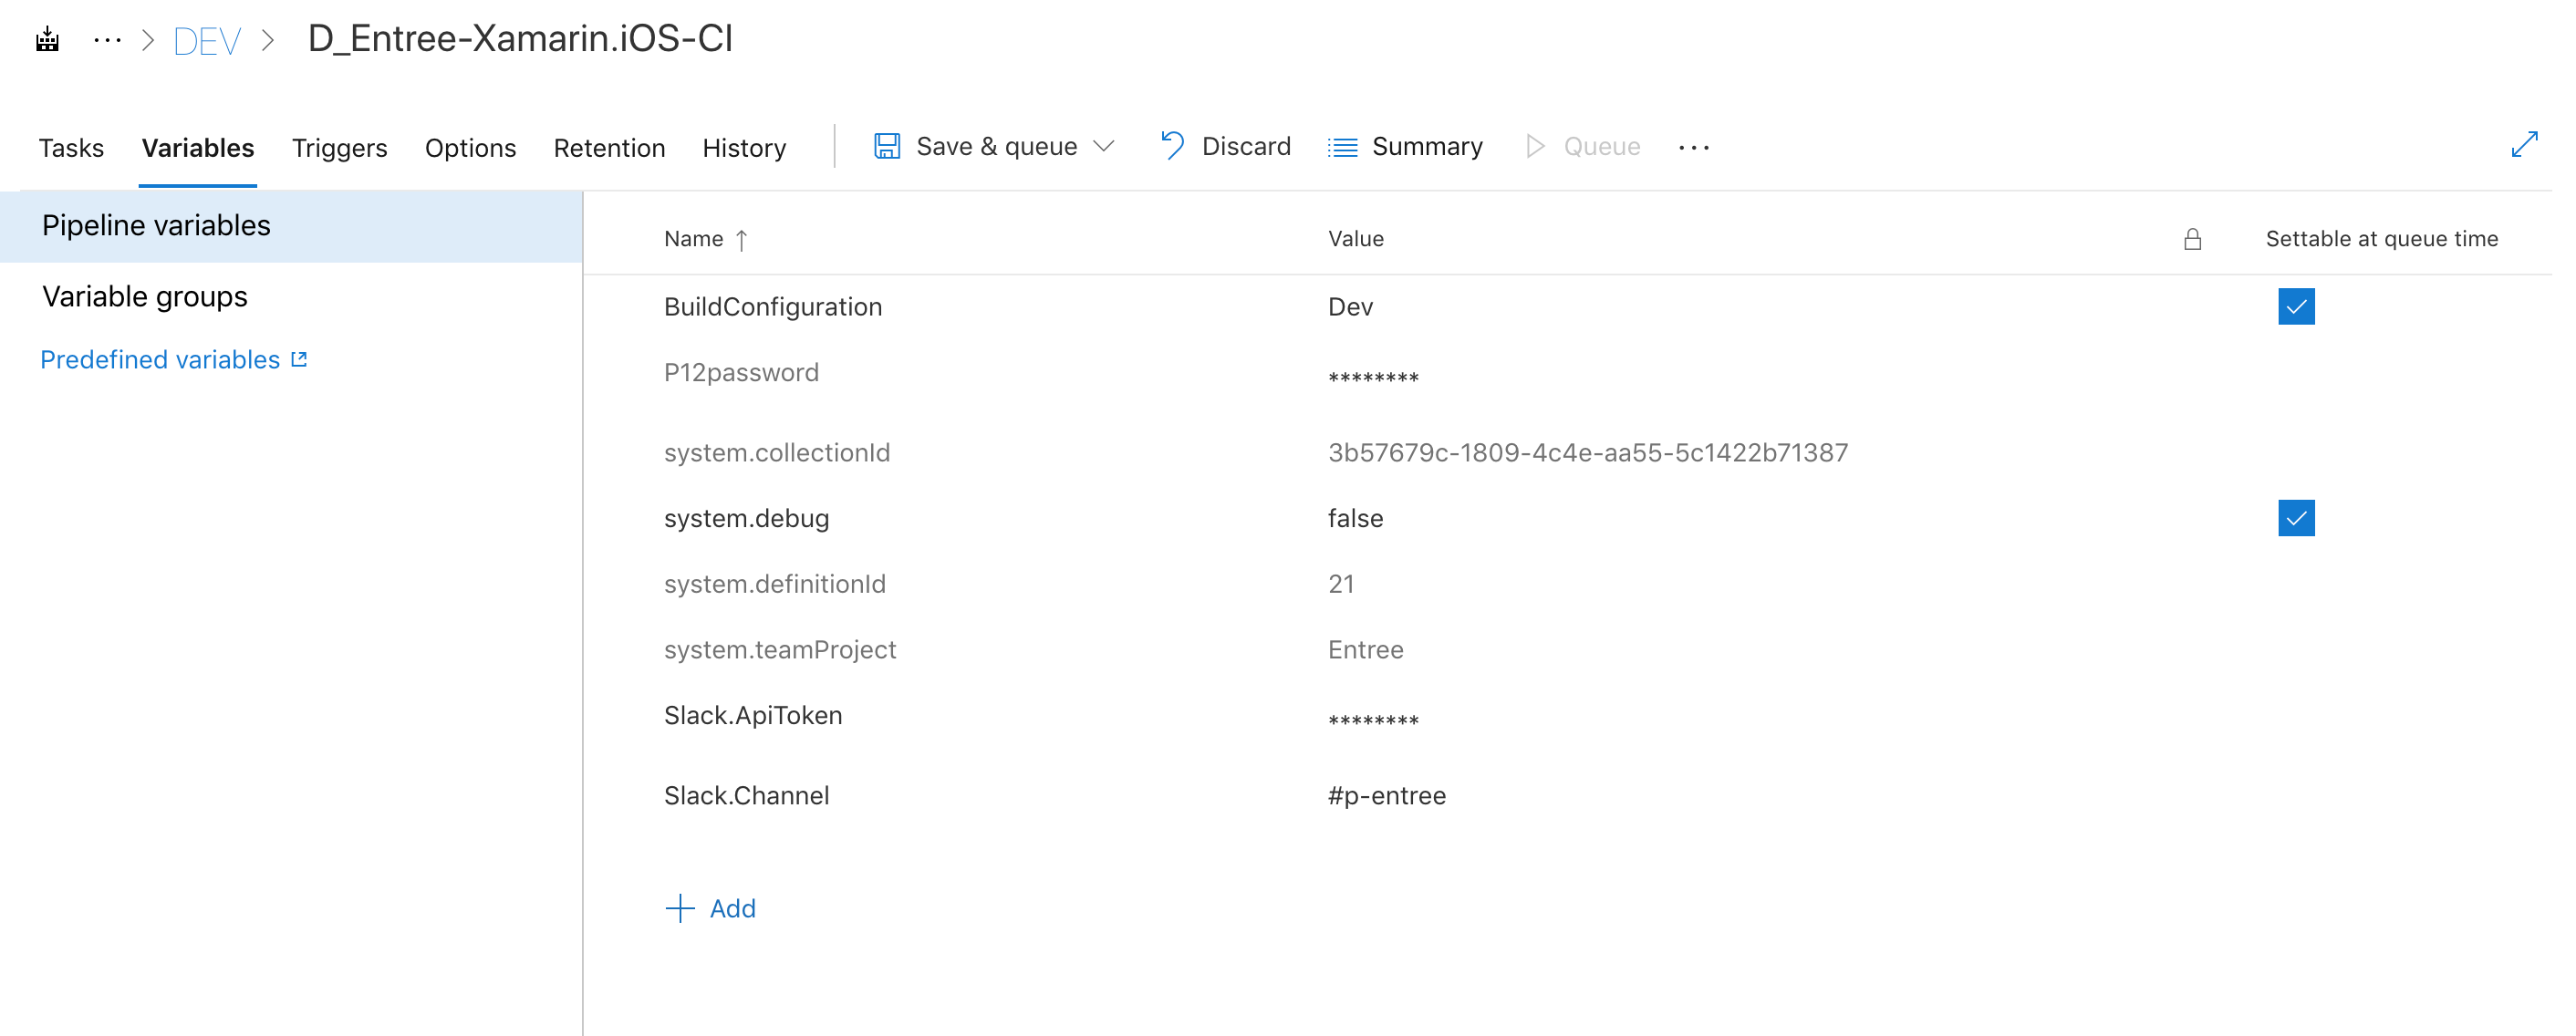 ··· > DEV > D_Entree-Xamarin.iOS-CI
Tasks Variables Triggers Options Retention History Save & queue Discard Summary Queue ···
Pipeline variables
Variable groups
Predefined variables
Name ↑ Value Settable at queue time
BuildConfiguration Dev
P12password ********
system.collectionId 3b57679c-1809-4c4e-aa55-5c1422b71387
system.debug false
system.definitionId 21
system.teamProject Entree
Slack.ApiToken ********
Slack.Channel #p-entree
+ Add